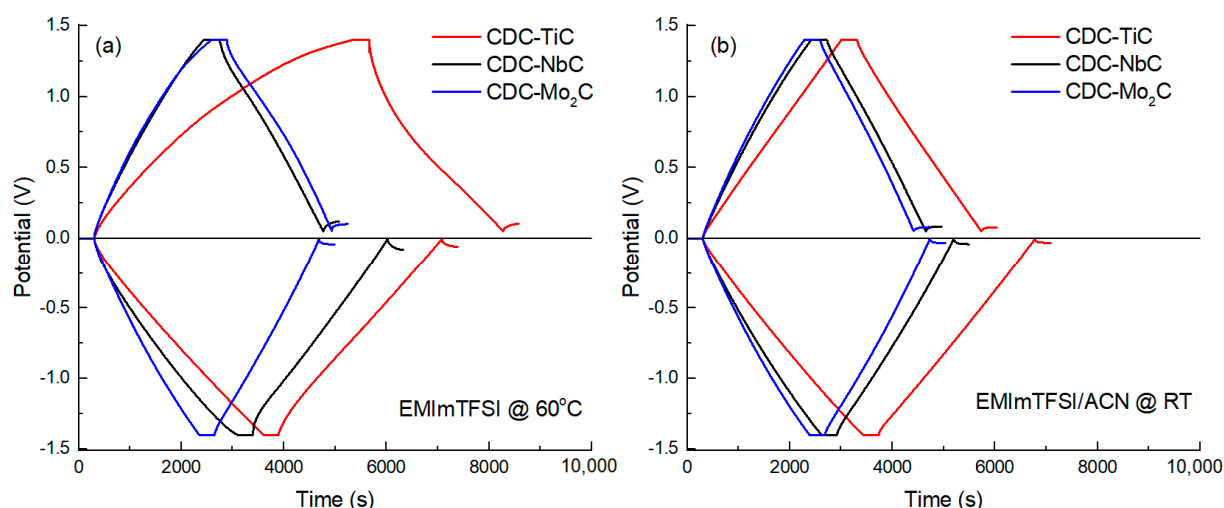 (a)
CDC-TiC
CDC-NbC
CDC-Mo₂C
EMImTFSI @ 60°C
Potential (V)
1.5
1.0
0.5
0.0
-0.5
-1.0
-1.5
0
2000
4000
6000
8000
10,000
Time (s)
(b)
CDC-TiC
CDC-NbC
CDC-Mo₂C
EMImTFSI/ACN @ RT
Potential (V)
1.5
1.0
0.5
0.0
-0.5
-1.0
-1.5
0
2000
4000
6000
8000
10,000
Time (s)